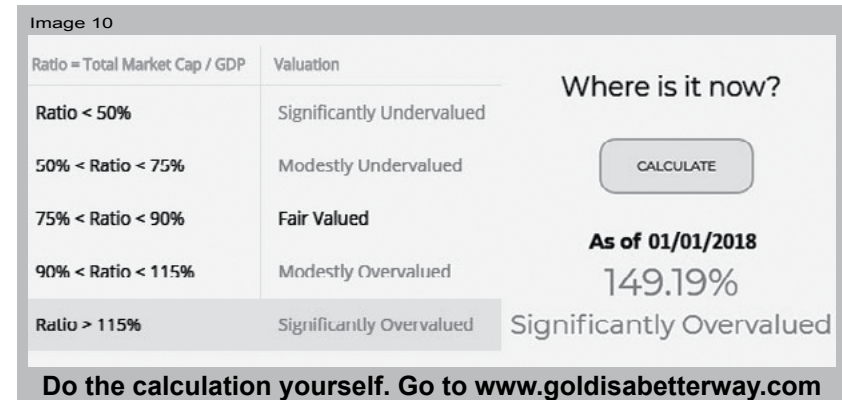 Image 10
Ratio = Total Market Cap / GDP Valuation
Ratio < 50% Significantly Undervalued
50% < Ratio < 75% Modestly Undervalued
75% < Ratio < 90% Fair Valued
90% < Ratio < 115% Modestly Overvalued
Ratio > 115% Significantly Overvalued
Where is it now?
CALCULATE
As of 01/01/2018
149.19%
Significantly Overvalued
Do the calculation yourself. Go to www.goldisabetterway.com